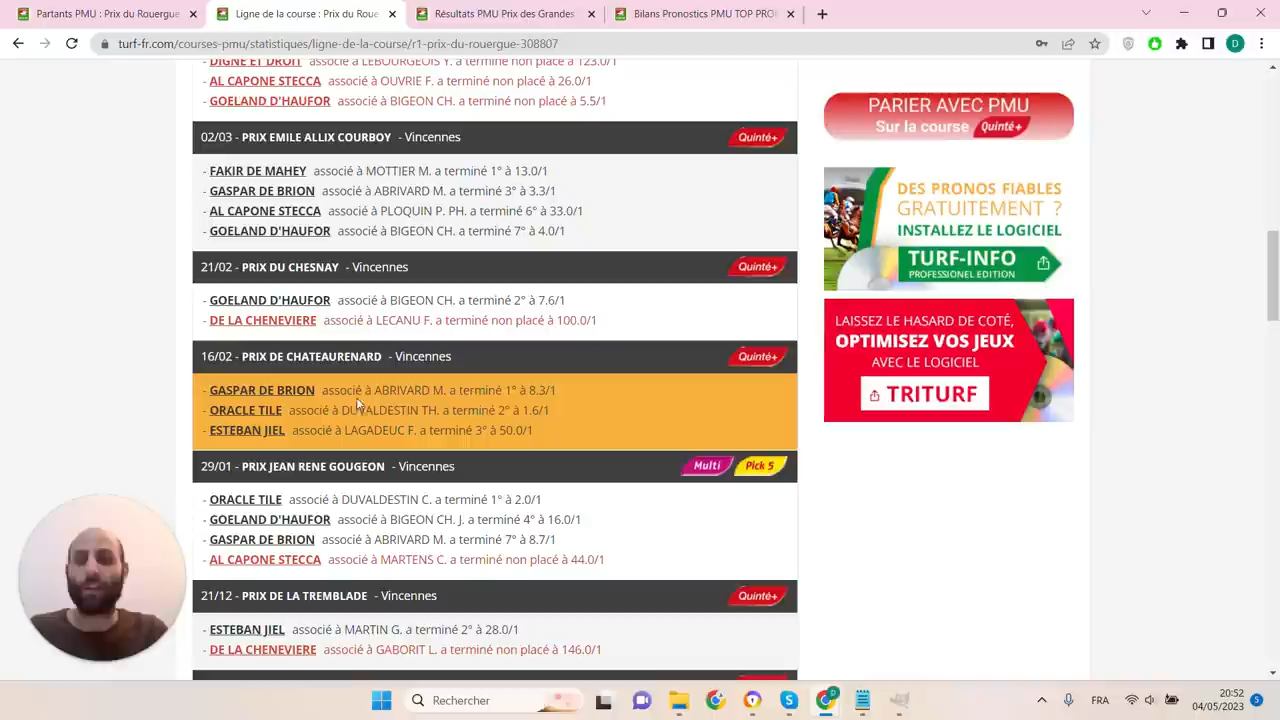 Partants PMU : Prix du Rouergue
Ligne de la course : Prix du Roue
Résultats PMU Prix des Grandes
Bilans Pronostics PMU TOP PRO
turf-fr.com/courses-pmu/statistiques/ligne-de-la-course/r1-prix-du-rouergue-308807
D
- DIGNE ET DROIT associé à LEBOURGEOIS Y. a terminé non placé à 123.0/1
- AL CAPONE STECCA associé à OUVRIE F. a terminé non placé à 26.0/1
- GOELAND D'HAUFOR associé à BIGEON CH. a terminé non placé à 5.5/1
02/03 - PRIX EMILE ALLIX COURBOY - Vincennes Quinté+
- FAKIR DE MAHEY associé à MOTTIER M. a terminé 1° à 13.0/1
- GASPAR DE BRION associé à ABRIVARD M. a terminé 3° à 3.3/1
- AL CAPONE STECCA associé à PLOQUIN P. PH. a terminé 6° à 33.0/1
- GOELAND D'HAUFOR associé à BIGEON CH. a terminé 7° à 4.0/1
21/02 - PRIX DU CHESNAY - Vincennes Quinté+
- GOELAND D'HAUFOR associé à BIGEON CH. a terminé 2° à 7.6/1
- DE LA CHENEVIERE associé à LECANU F. a terminé non placé à 100.0/1
16/02 - PRIX DE CHATEAURENARD - Vincennes Quinté+
- GASPAR DE BRION associé à ABRIVARD M. a terminé 1° à 8.3/1
- ORACLE TILE associé à DUVALDESTIN TH. a terminé 2° à 1.6/1
- ESTEBAN JIEL associé à LAGADEUC F. a terminé 3° à 50.0/1
29/01 - PRIX JEAN RENE GOUGEON - Vincennes Multi Pick 5
- ORACLE TILE associé à DUVALDESTIN C. a terminé 1° à 2.0/1
- GOELAND D'HAUFOR associé à BIGEON CH. J. a terminé 4° à 16.0/1
- GASPAR DE BRION associé à ABRIVARD M. a terminé 7° à 8.7/1
- AL CAPONE STECCA associé à MARTENS C. a terminé non placé à 44.0/1
21/12 - PRIX DE LA TREMBLADE - Vincennes Quinté+
- ESTEBAN JIEL associé à MARTIN G. a terminé 2° à 28.0/1
- DE LA CHENEVIERE associé à GABORIT L. a terminé non placé à 146.0/1
PARIER AVEC PMU
Sur la course Quinté+
DES PRONOS FIABLES
GRATUITEMENT ?
INSTALLEZ LE LOGICIEL
TURF-INFO
PROFESIONEL EDITION
LAISSEZ LE HASARD DE COTÉ,
OPTIMISEZ VOS JEUX
AVEC LE LOGICIEL
TRITURF
Rechercher
FRA
20:52
04/05/2023
5